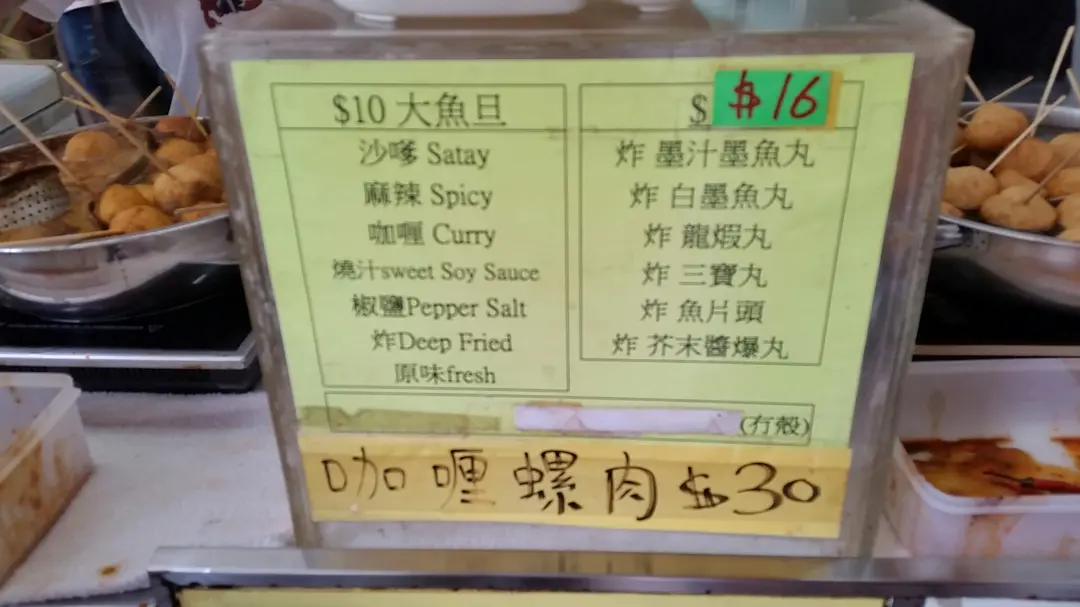 $10 大魚旦
沙嗲 Satay
麻辣 Spicy
咖喱 Curry
燒汁sweet Soy Sauce
椒鹽Pepper Salt
炸Deep Fried
原味fresh
$ $16
炸 墨汁墨魚丸
炸 白墨魚丸
炸 龍蝦丸
炸 三寶丸
炸 魚片頭
炸 芥末醬爆丸
(冇殼)
咖喱螺肉 $30